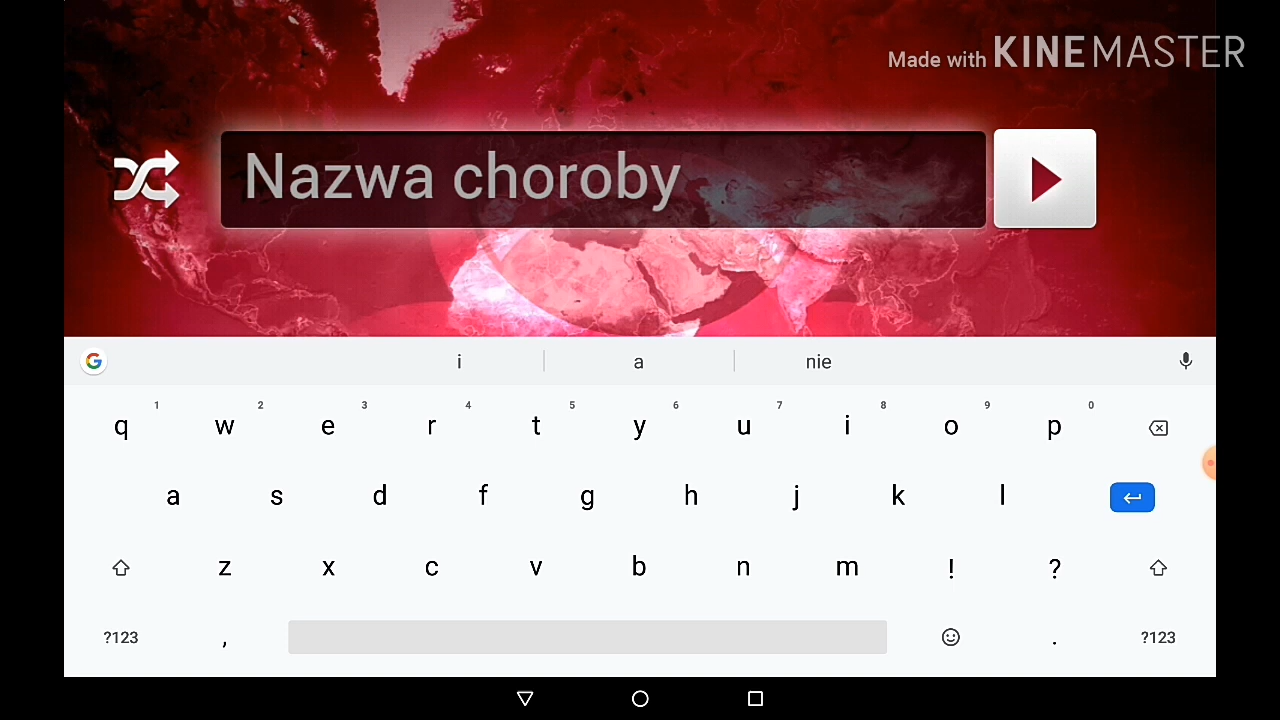 Made with KINEMASTER
Nazwa choroby
G i a nie
1 2 3 4 5 6 7 8 9 0
q w e r t y u i o p
a s d f g h j k l
z x c v b n m ! ?
?123 , . ?123